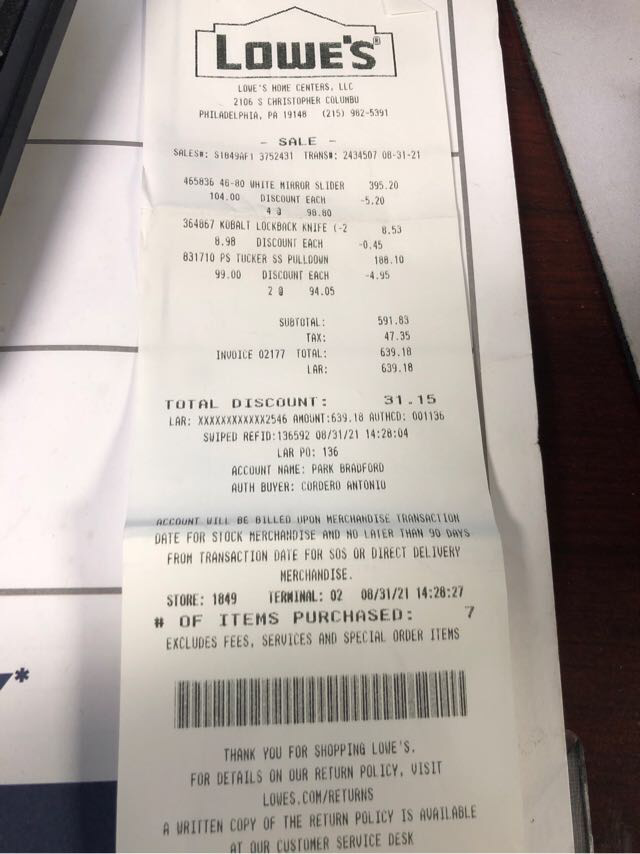 LOWE'S
LOWE'S HOME CENTERS, LLC
2106 S CHRISTOPHER COLUMBU
PHILADELPHIA, PA 19148 (215) 982-5391
- SALE -
SALES#: S1849AF1 3752431 TRANS#: 2434507 08-31-21
465836 46-80 WHITE MIRROR SLIDER 395.20
104.00 DISCOUNT EACH -5.20
4 @ 98.80
364867 KOBALT LOCKBACK KNIFE (-2 8.53
8.98 DISCOUNT EACH -0.45
831710 PS TUCKER SS PULLDOWN 188.10
99.00 DISCOUNT EACH -4.95
2 @ 94.05
SUBTOTAL: 591.83
TAX: 47.35
INVOICE 02177 TOTAL: 639.18
LAR: 639.18
TOTAL DISCOUNT: 31.15
LAR: XXXXXXXXXXXX2546 AMOUNT:639.18 AUTHCD: 001136
SWIPED REFID:136592 08/31/21 14:28:04
LAR PO: 136
ACCOUNT NAME: PARK BRADFORD
AUTH BUYER: CORDERO ANTONIO
ACCOUNT WILL BE BILLED UPON MERCHANDISE TRANSACTION
DATE FOR STOCK MERCHANDISE AND NO LATER THAN 90 DAYS
FROM TRANSACTION DATE FOR SOS OR DIRECT DELIVERY
MERCHANDISE.
STORE: 1849 TERMINAL: 02 08/31/21 14:28:27
# OF ITEMS PURCHASED: 7
EXCLUDES FEES, SERVICES AND SPECIAL ORDER ITEMS
THANK YOU FOR SHOPPING LOWE'S.
FOR DETAILS ON OUR RETURN POLICY, VISIT
LOWES.COM/RETURNS
A WRITTEN COPY OF THE RETURN POLICY IS AVAILABLE
AT OUR CUSTOMER SERVICE DESK